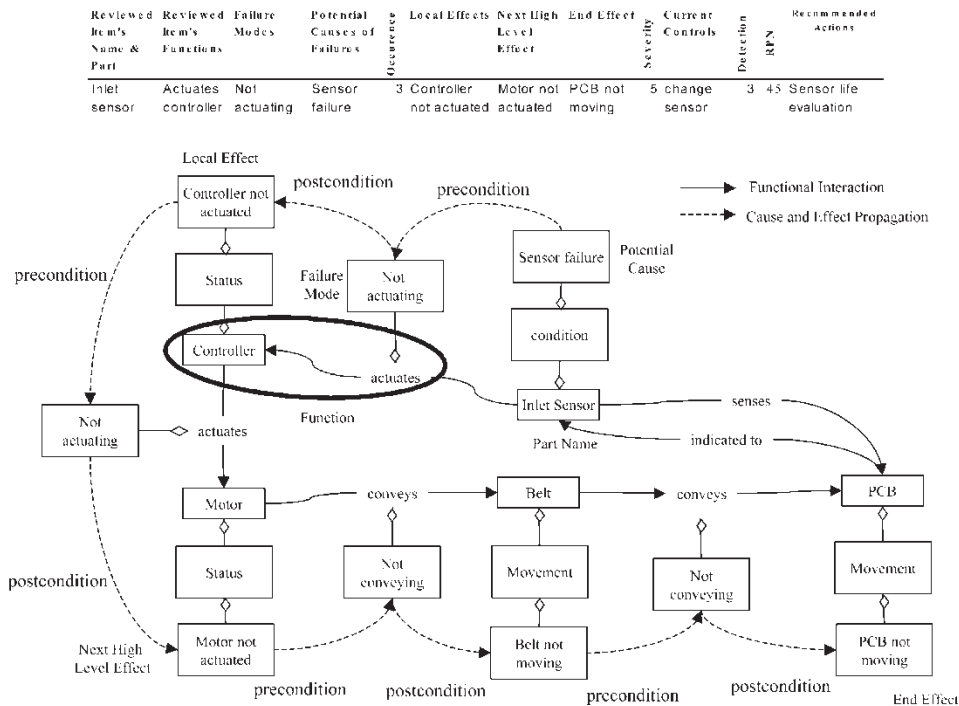 Reviewed Item's Name & Part
Reviewed Item's Functions
Failure Modes
Potential Causes of Failures
Occurence
Local Effects
Next High Level Effect
End Effect
Severity
Current Controls
Detection
RPN
Recommended Actions
Inlet sensor
Actuates controller
Not actuating
Sensor failure
3
Controller not actuated
Motor not actuated
PCB not moving
5
change sensor
3
45
Sensor life evaluation
Local Effect
postcondition
precondition
Controller not
actuated
Functional Interaction
Cause and Effect Propagation
precondition
Status
Failure
Mode
Not
actuating
Sensor failure
Potential
Cause
condition
Controller
actuates
Function
Inlet Sensor
senses
Part Name
indicated to
Not
actuating
actuates
Motor
conveys
Belt
conveys
PCB
postcondition
Status
Not
conveying
Movement
Not
conveying
Movement
Next High
Level Effect
Motor not
actuated
Belt not
moving
PCB not
moving
precondition
postcondition
precondition
postcondition
End Effect